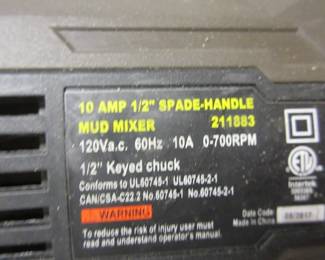 10 AMP 1/2" SPADE-HANDLE
MUD MIXER 211883
120Va.c. 60Hz 10A 0-700RPM
1/2" Keyed chuck
Conforms to UL60745-1 UL60745-2-1
CAN/CSA-C22.2 No.60745-1 No.60745-2-1
WARNING
To reduce the risk of injury user must
read and understand operator's manual.
Intertek
Date Code:
Made in China